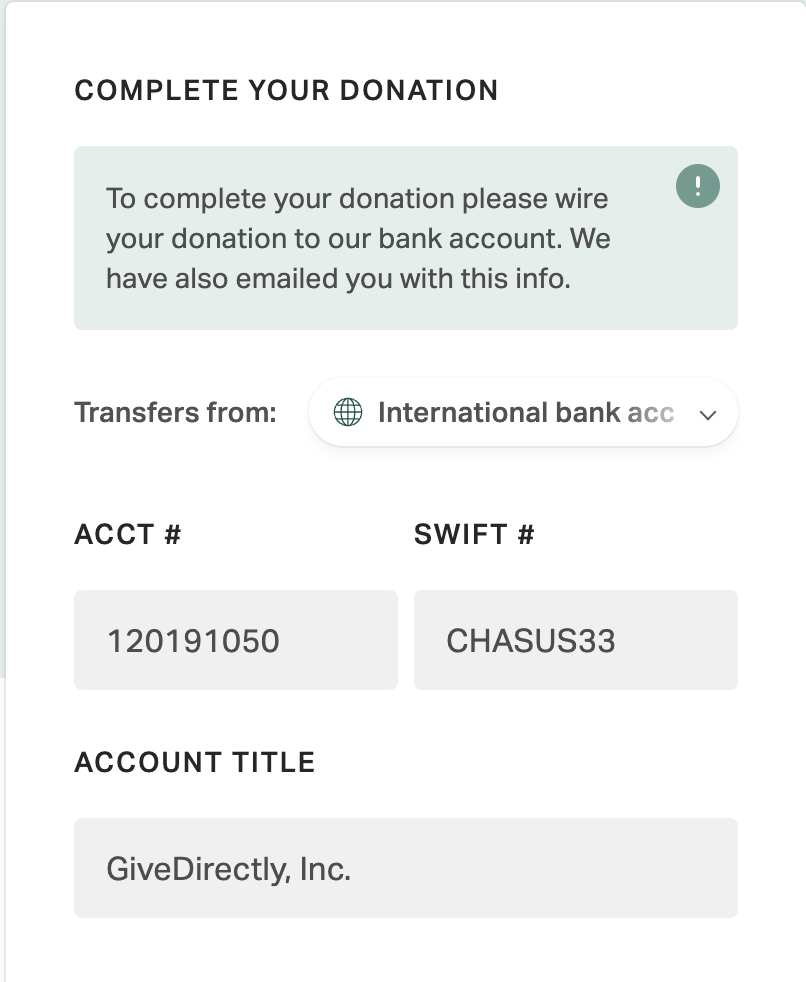 COMPLETE YOUR DONATION
To complete your donation please wire
your donation to our bank account. We
have also emailed you with this info.
Transfers from: International bank acc
ACCT # SWIFT #
120191050 CHASUS33
ACCOUNT TITLE
GiveDirectly, Inc.